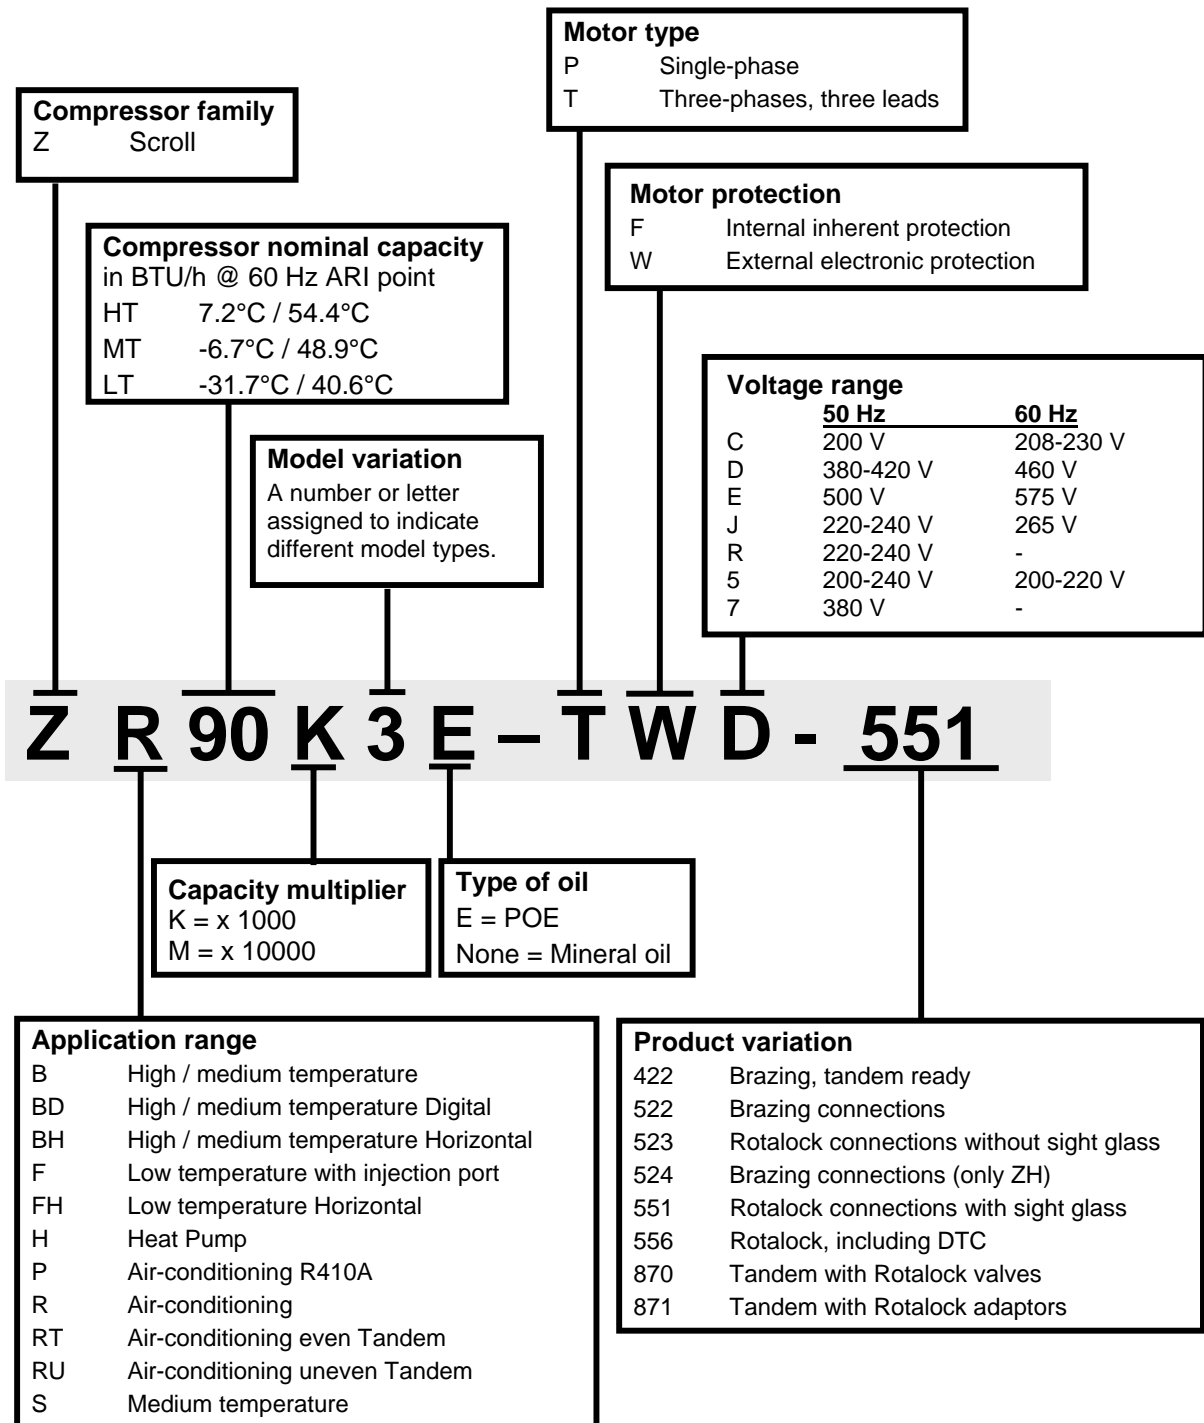 Motor type
P Single-phase
T Three-phases, three leads
Compressor family
Z Scroll
Motor protection
F Internal inherent protection
W External electronic protection
Compressor nominal capacity
in BTU/h @ 60 Hz ARI point
HT 7.2°C / 54.4°C
MT -6.7°C / 48.9°C
LT -31.7°C / 40.6°C
Voltage range
50 Hz 60 Hz
C 200 V 208-230 V
D 380-420 V 460 V
E 500 V 575 V
J 220-240 V 265 V
R 220-240 V -
5 200-240 V 200-220 V
7 380 V -
Model variation
A number or letter
assigned to indicate
different model types.
Z R 90 K 3 E – T W D - 551
Capacity multiplier
K = x 1000
M = x 10000
Type of oil
E = POE
None = Mineral oil
Application range
B High / medium temperature
BD High / medium temperature Digital
BH High / medium temperature Horizontal
F Low temperature with injection port
FH Low temperature Horizontal
H Heat Pump
P Air-conditioning R410A
R Air-conditioning
RT Air-conditioning even Tandem
RU Air-conditioning uneven Tandem
S Medium temperature
Product variation
422 Brazing, tandem ready
522 Brazing connections
523 Rotalock connections without sight glass
524 Brazing connections (only ZH)
551 Rotalock connections with sight glass
556 Rotalock, including DTC
870 Tandem with Rotalock valves
871 Tandem with Rotalock adaptors